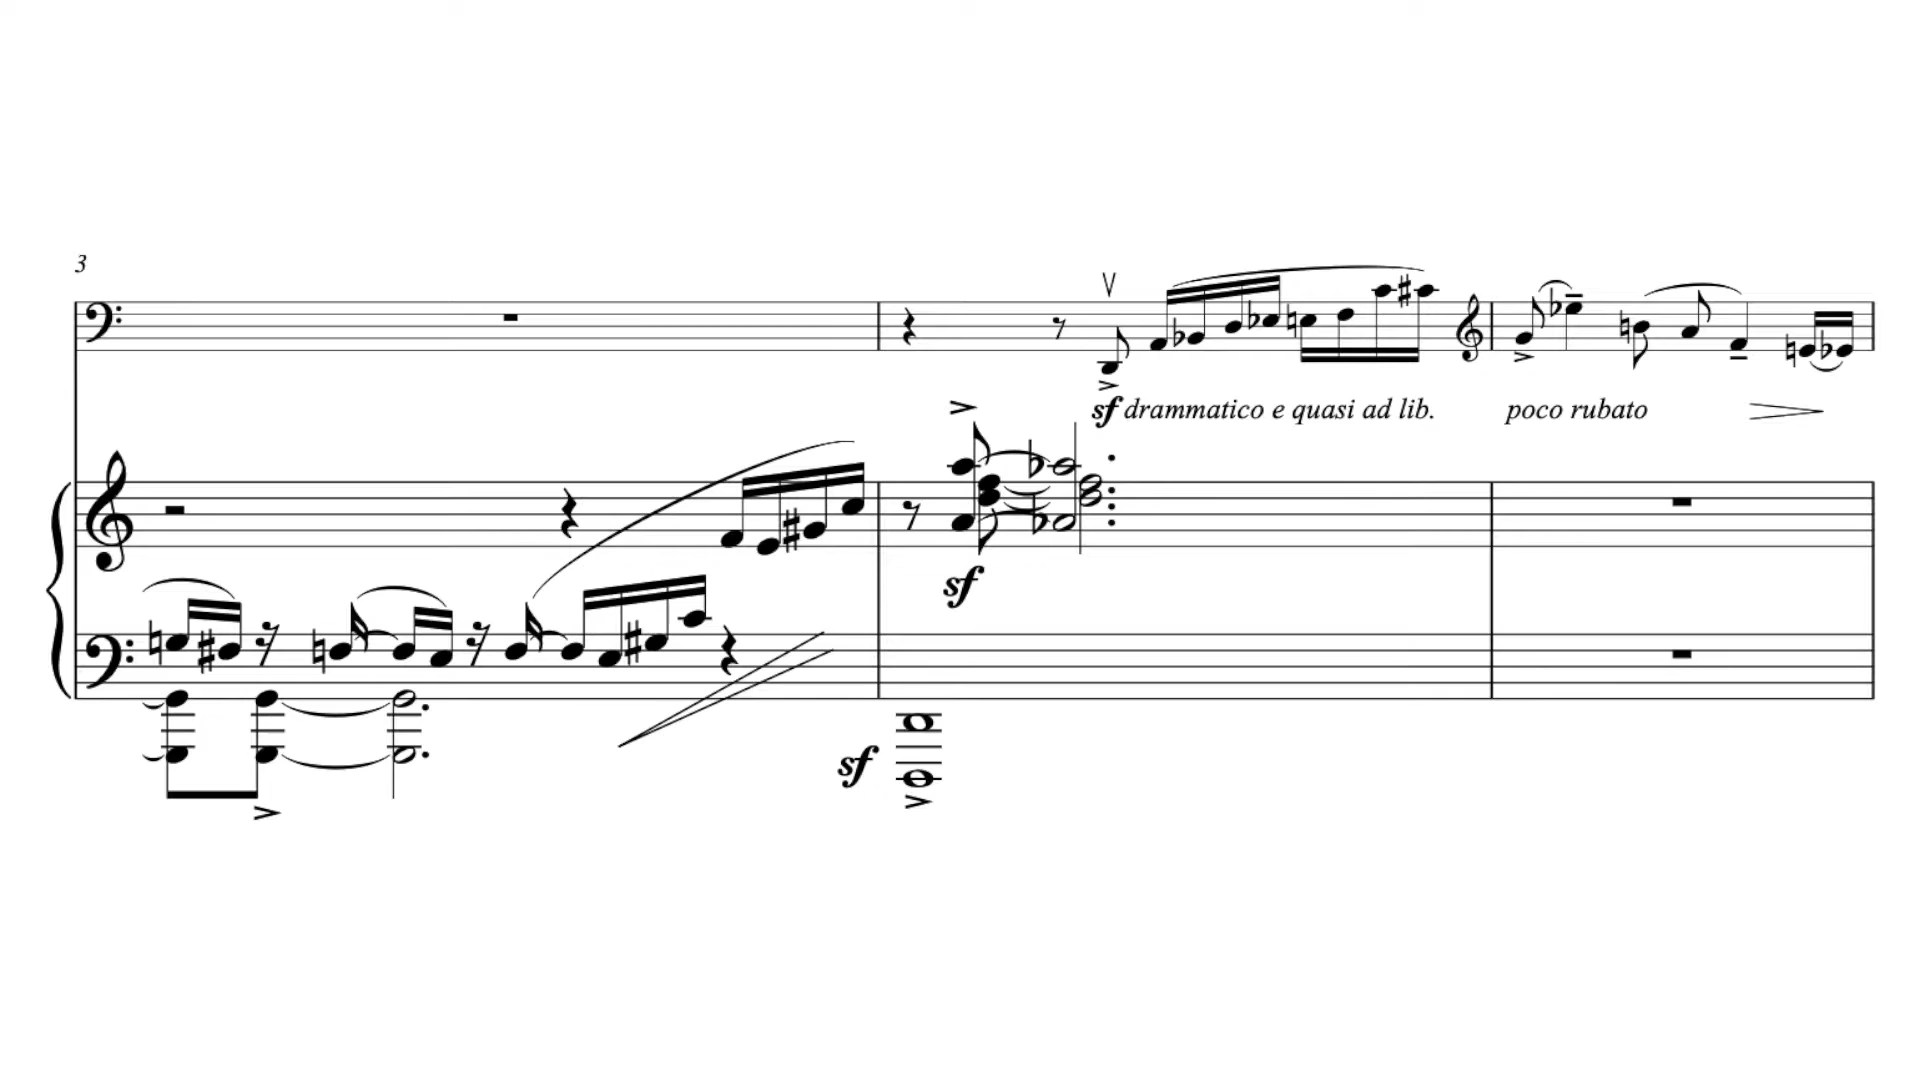 3
sf drammatico e quasi ad lib.
poco rubato
sf
sf